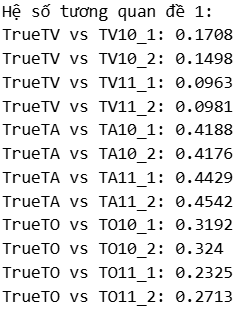 Hệ số tương quan đề 1:
TrueTV vs TV10_1: 0.1708
TrueTV vs TV10_2: 0.1498
TrueTV vs TV11_1: 0.0963
TrueTV vs TV11_2: 0.0981
TrueTA vs TA10_1: 0.4188
TrueTA vs TA10_2: 0.4176
TrueTA vs TA11_1: 0.4429
TrueTA vs TA11_2: 0.4542
TrueTO vs TO10_1: 0.3192
TrueTO vs TO10_2: 0.324
TrueTO vs TO11_1: 0.2325
TrueTO vs TO11_2: 0.2713